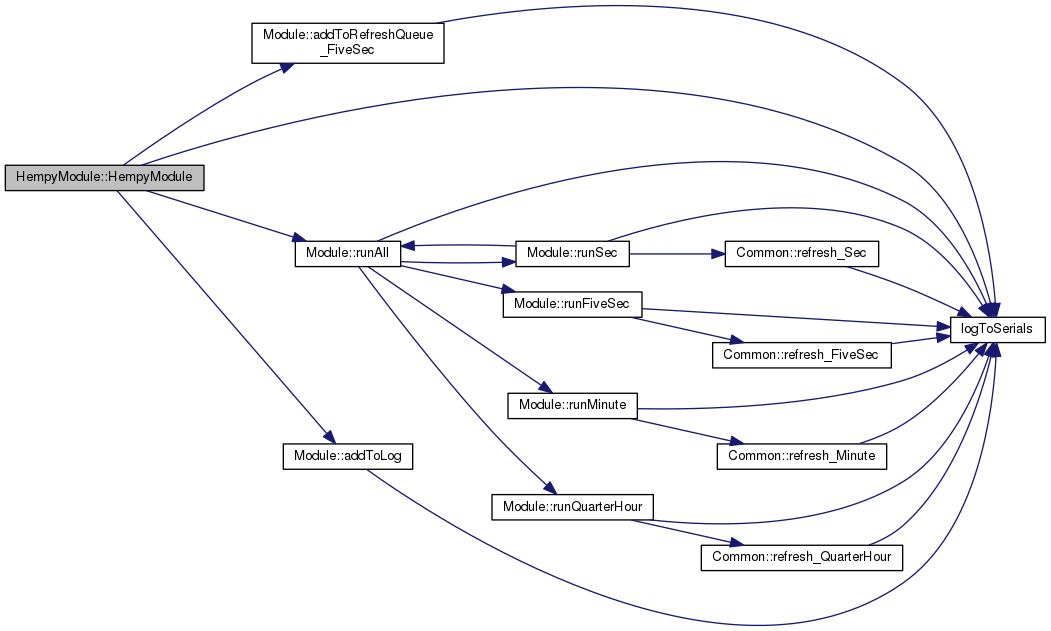 Module::addToRefreshQueue
_FiveSec
HempyModule::HempyModule
Module::runAll
Module::runSec
Common::refresh_Sec
Module::runFiveSec
logToSerials
Common::refresh_FiveSec
Module::runMinute
Module::addToLog
Common::refresh_Minute
Module::runQuarterHour
Common::refresh_QuarterHour